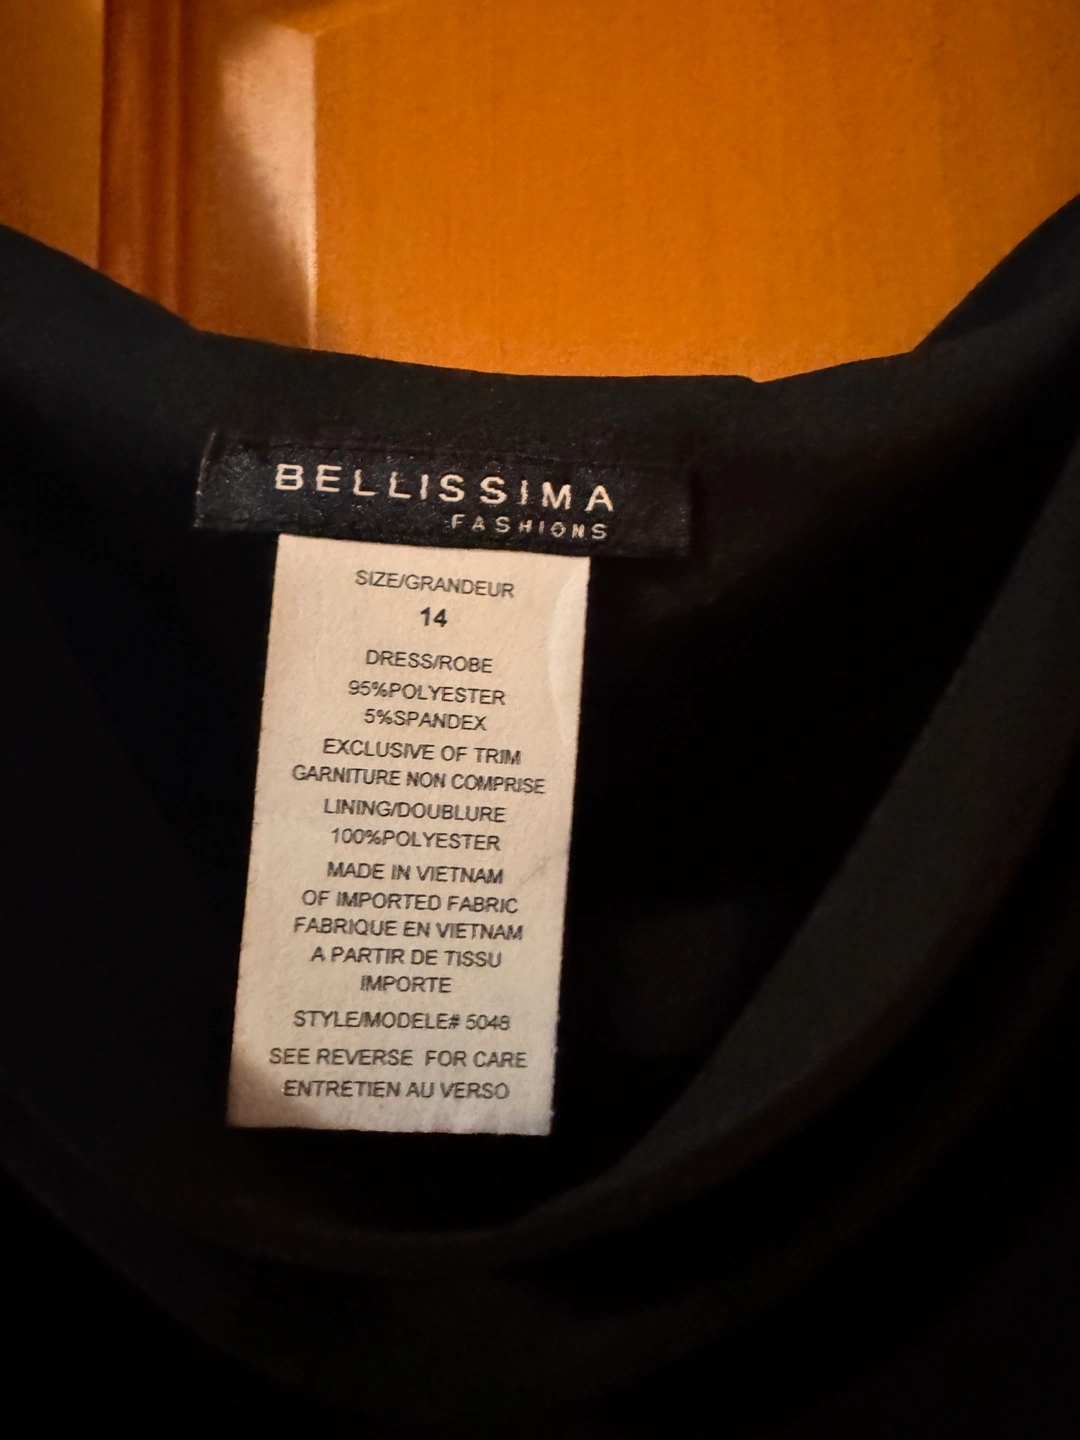 BELLISSIMA
FASHIONS
SIZE/GRANDEUR
14
DRESS/ROBE
95%POLYESTER
5%SPANDEX
EXCLUSIVE OF TRIM
GARNITURE NON COMPRISE
LINING/DOUBLURE
100%POLYESTER
MADE IN VIETNAM
OF IMPORTED FABRIC
FABRIQUE EN VIETNAM
A PARTIR DE TISSU
IMPORTE
STYLE/MODELE# 5048
SEE REVERSE FOR CARE
ENTRETIEN AU VERSO